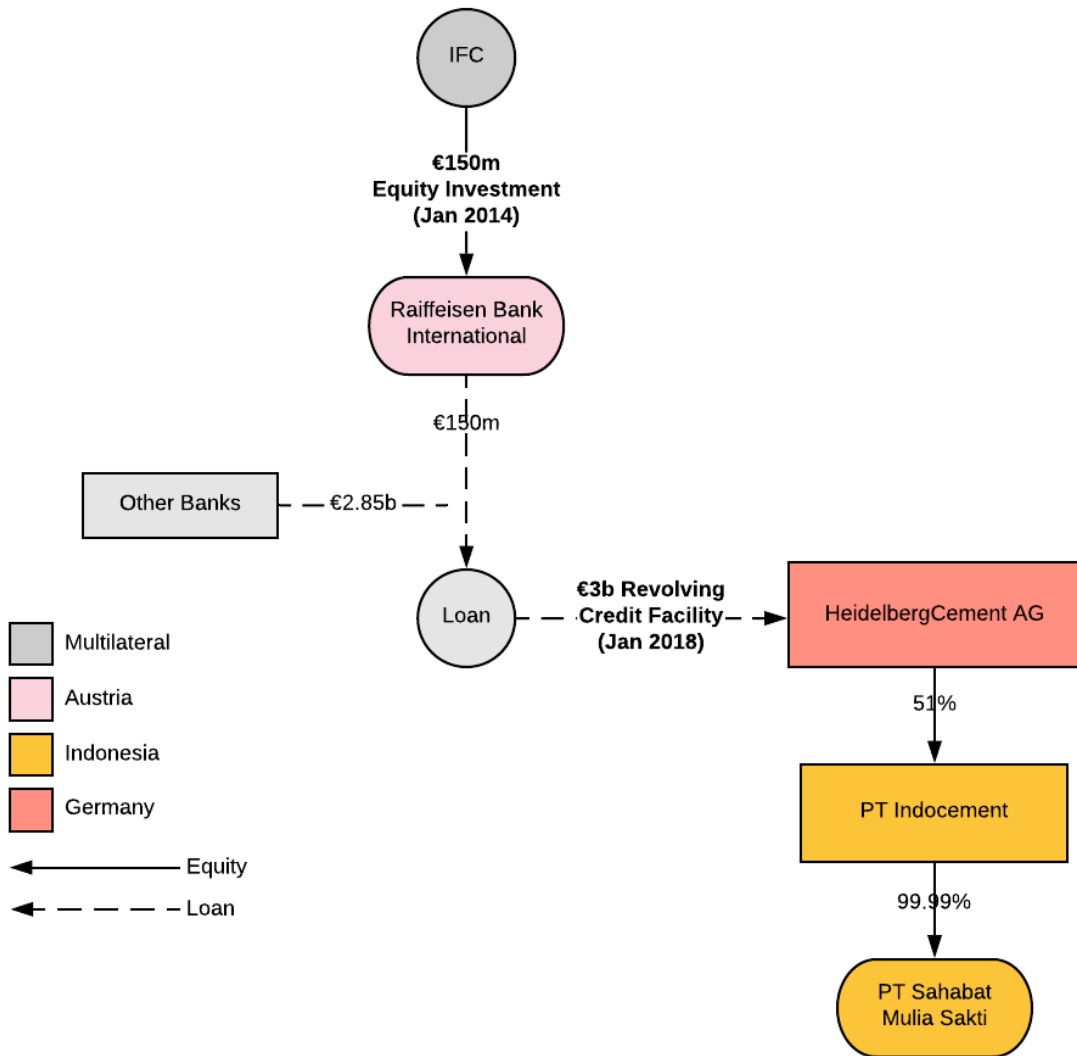 IFC
€150m
Equity Investment
(Jan 2014)
Raiffeisen Bank
International
€150m
Other Banks
€2.85b
Loan
€3b Revolving
Credit Facility
(Jan 2018)
HeidelbergCement AG
51%
PT Indocement
99.99%
PT Sahabat
Mulia Sakti
Multilateral
Austria
Indonesia
Germany
Equity
Loan